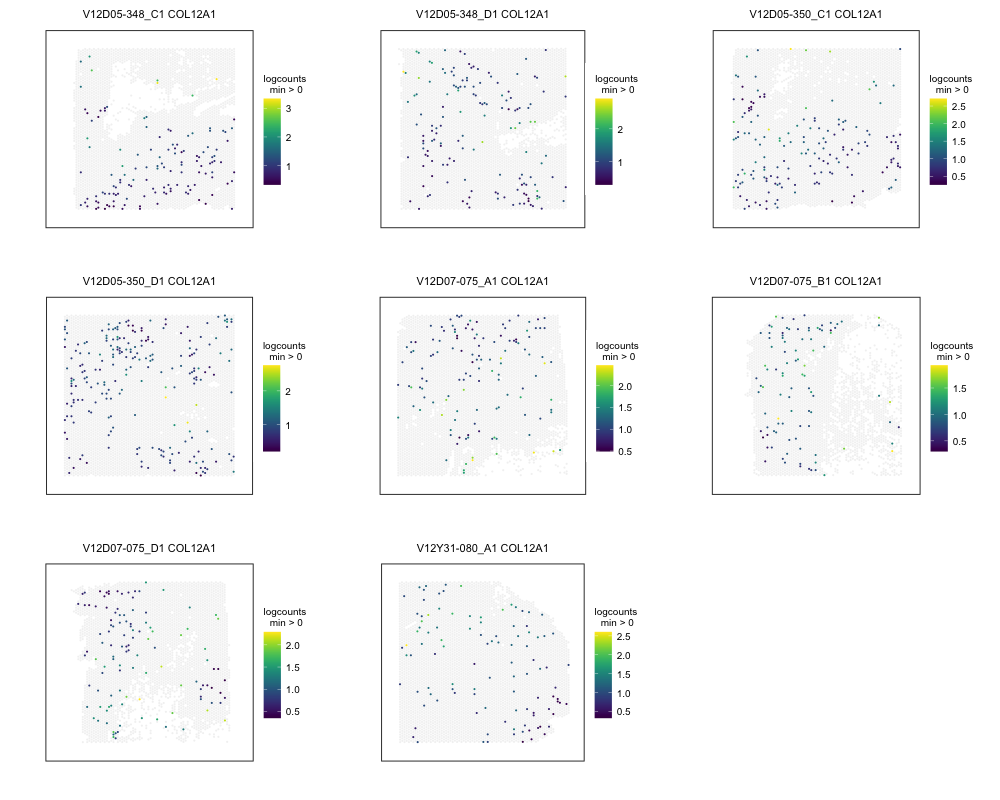 V12D05-348_C1 COL12A1
logcounts
min > 0
3
2
1
V12D05-348_D1 COL12A1
logcounts
min > 0
2
1
V12D05-350_C1 COL12A1
logcounts
min > 0
2.5
2.0
1.5
1.0
0.5
V12D05-350_D1 COL12A1
logcounts
min > 0
2
1
V12D07-075_A1 COL12A1
logcounts
min > 0
2.0
1.5
1.0
0.5
V12D07-075_B1 COL12A1
logcounts
min > 0
1.5
1.0
0.5
V12D07-075_D1 COL12A1
logcounts
min > 0
2.0
1.5
1.0
0.5
V12Y31-080_A1 COL12A1
logcounts
min > 0
2.5
2.0
1.5
1.0
0.5